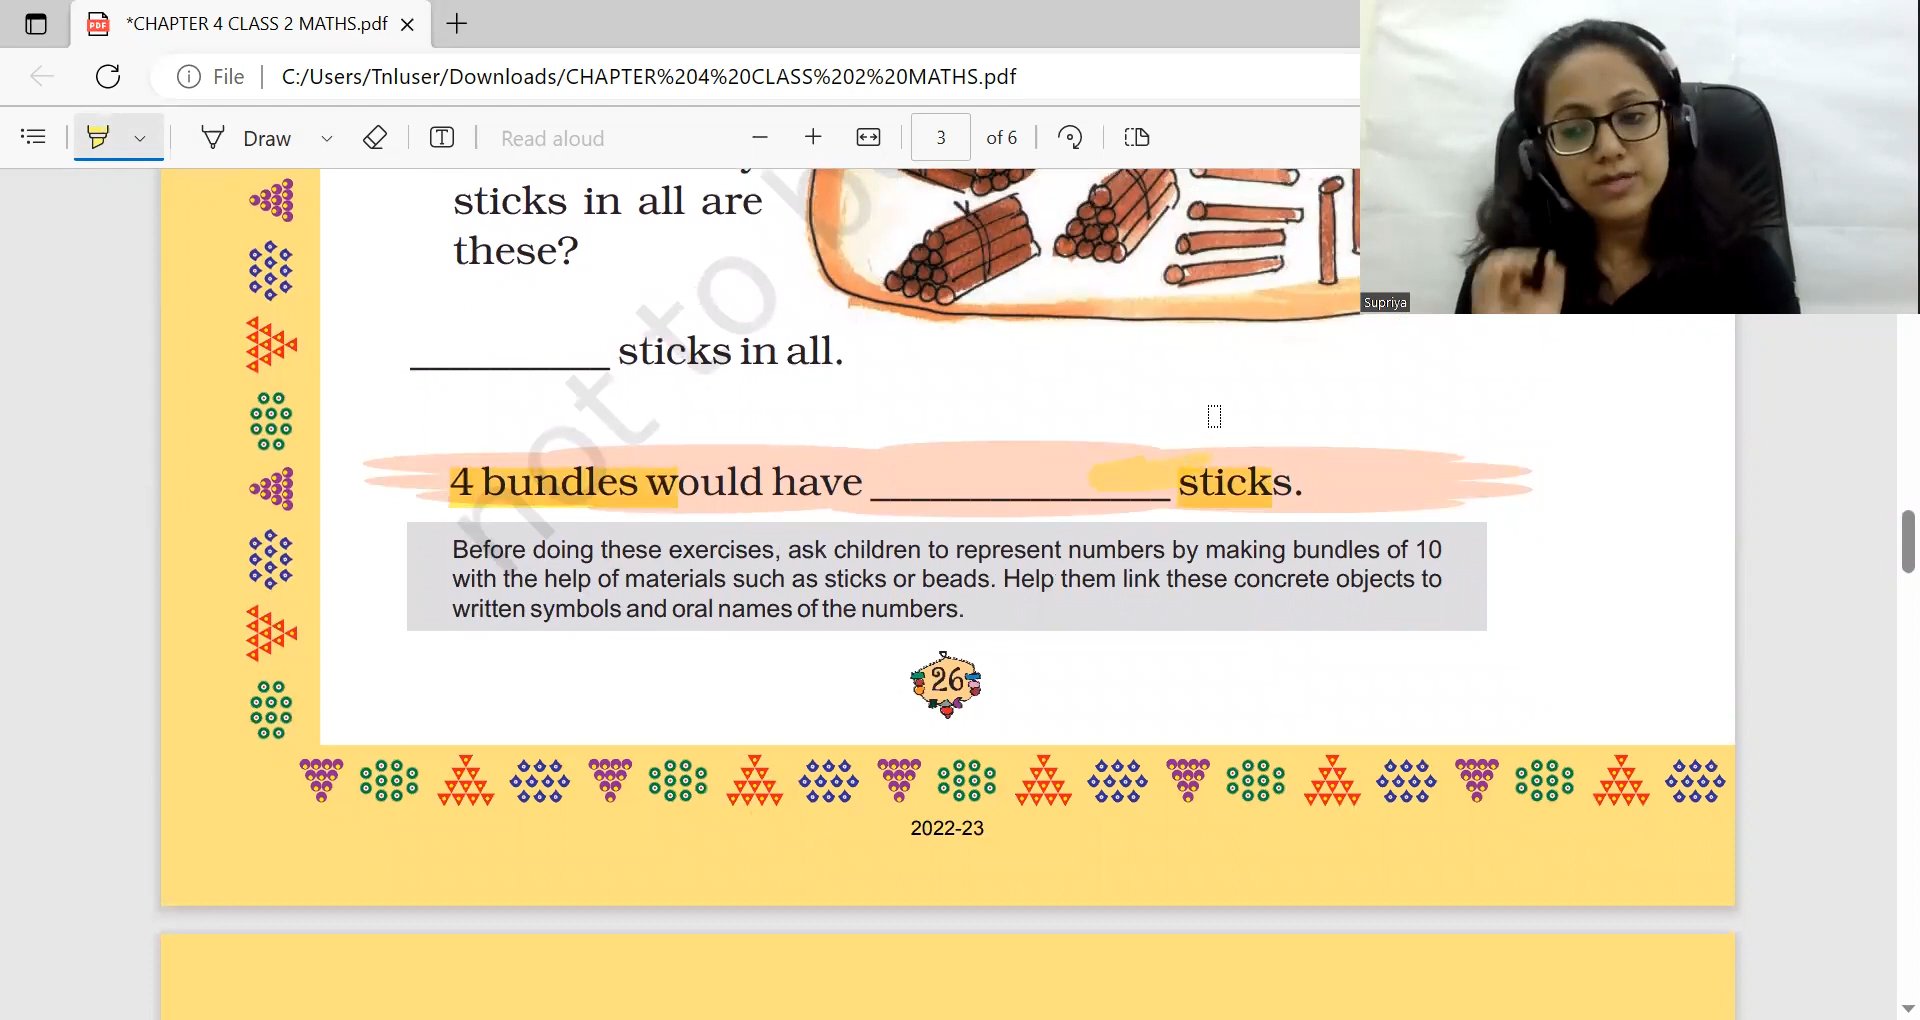 *CHAPTER 4 CLASS 2 MATHS.pdf
File C:/Users/Tnluser/Downloads/CHAPTER%204%20CLASS%202%20MATHS.pdf
Draw Read aloud 3 of 6
Supriya
sticks in all are
these?
__________ sticks in all.
4 bundles would have _______________ sticks.
Before doing these exercises, ask children to represent numbers by making bundles of 10
with the help of materials such as sticks or beads. Help them link these concrete objects to
written symbols and oral names of the numbers.
26
2022-23
not to b